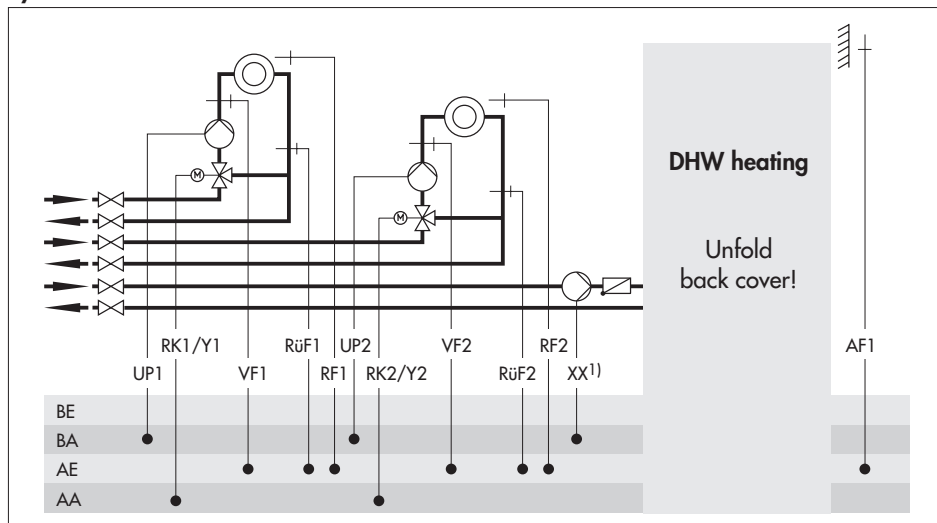 M
M
DHW heating
Unfold
back cover!
RK1/Y1 RüF1 UP2 VF2 RF2 AF1
UP1 VF1 RF1 RK2/Y2 RüF2 XX1)
BE
BA
AE
AA